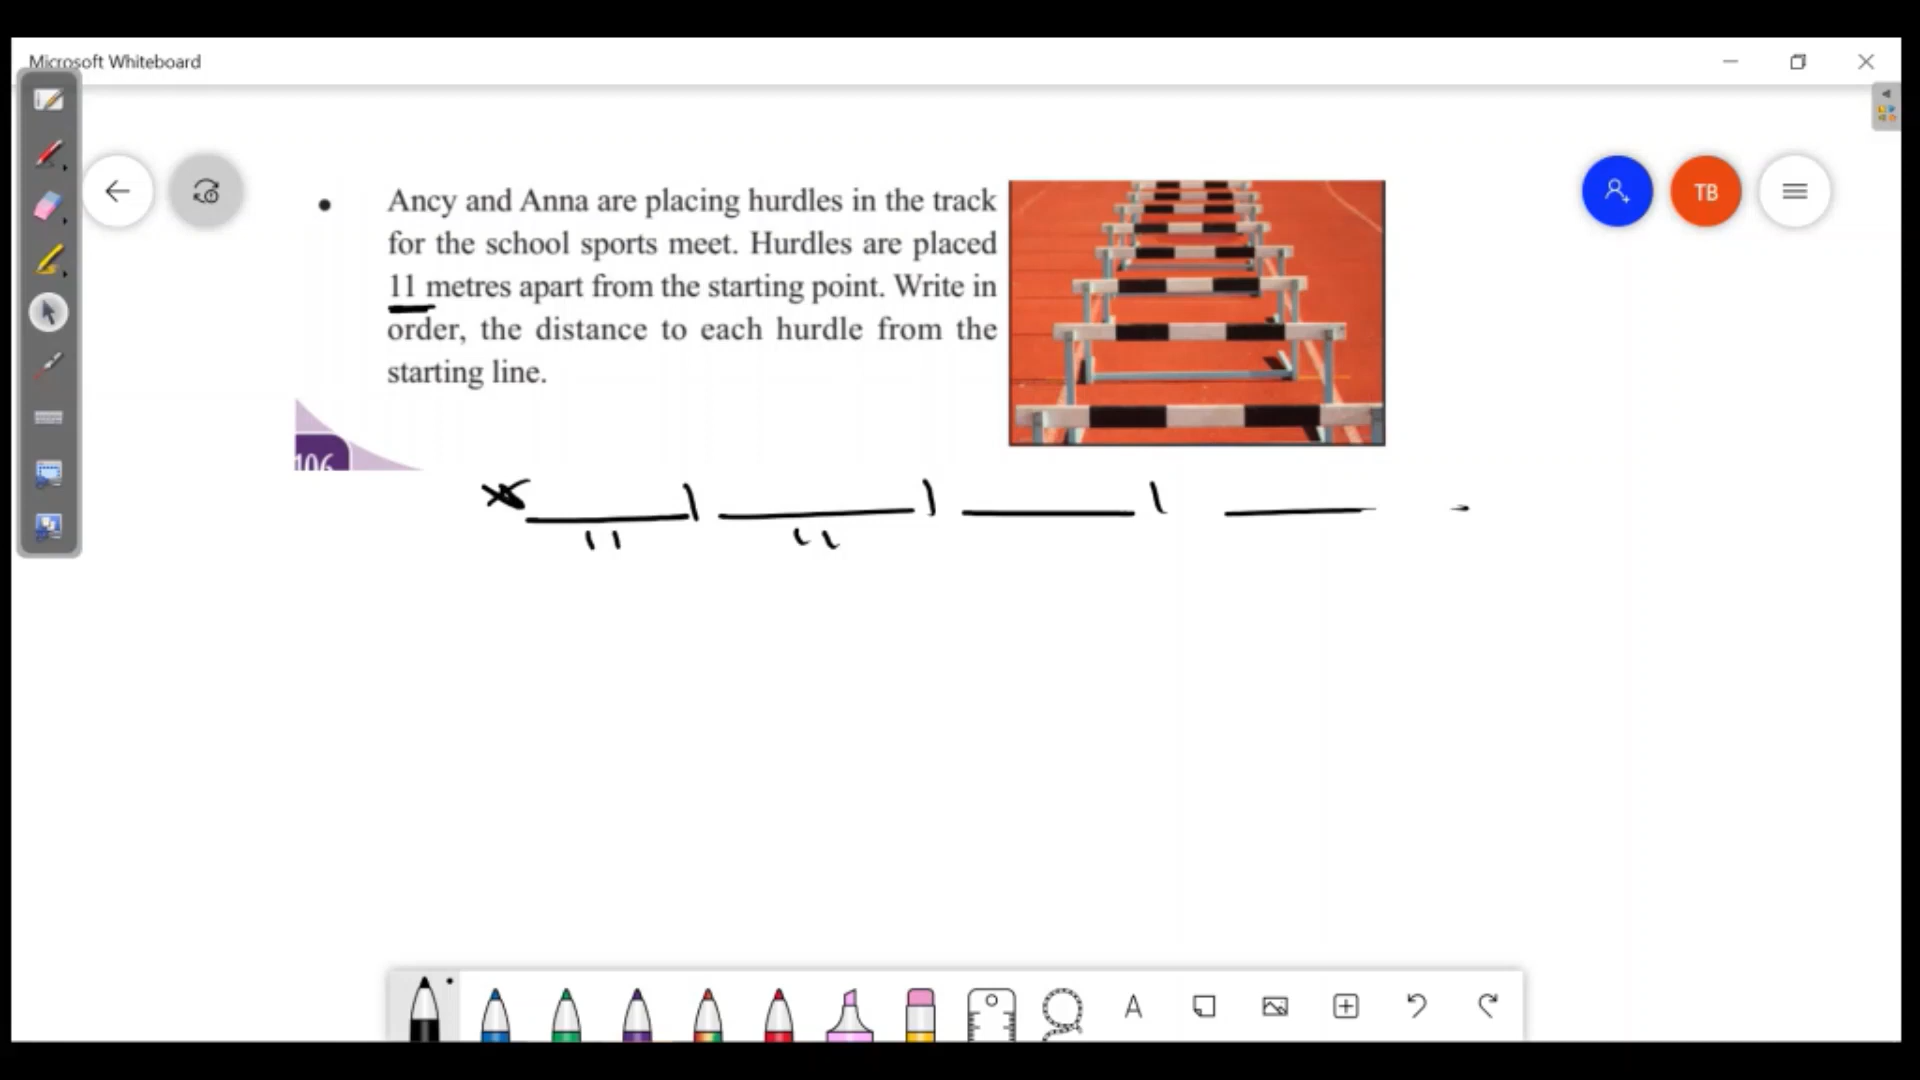 Microsoft Whiteboard
TB
• Ancy and Anna are placing hurdles in the track
for the school sports meet. Hurdles are placed
11 metres apart from the starting point. Write in
order, the distance to each hurdle from the
starting line.
106
11 11
A